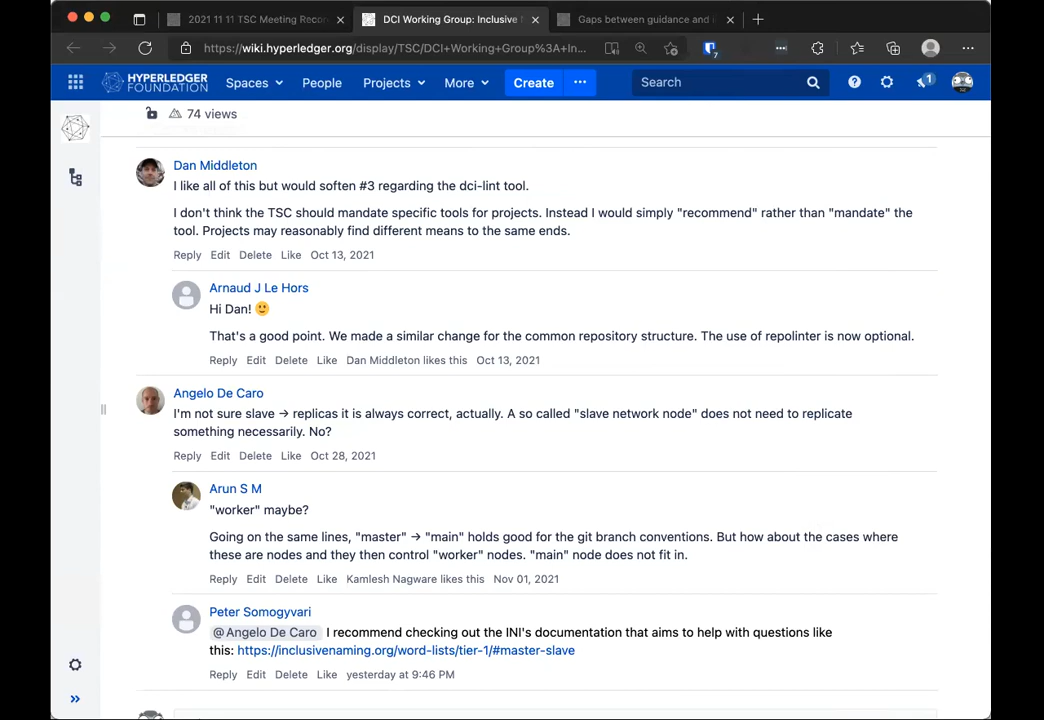 2021 11 11 TSC Meeting Recor
DCI Working Group: Inclusive
Gaps between guidance and
https://wiki.hyperledger.org/display/TSC/DCI+Working+Group%3A+In...
7
HYPERLEDGER
FOUNDATION
Spaces
People
Projects
More
Create
Search
1
74 views
Dan Middleton
I like all of this but would soften #3 regarding the dci-lint tool.
I don't think the TSC should mandate specific tools for projects. Instead I would simply "recommend" rather than "mandate" the
tool. Projects may reasonably find different means to the same ends.
Reply Edit Delete Like Oct 13, 2021
Arnaud J Le Hors
Hi Dan! 🙂
That's a good point. We made a similar change for the common repository structure. The use of repolinter is now optional.
Reply Edit Delete Like Dan Middleton likes this Oct 13, 2021
Angelo De Caro
I'm not sure slave → replicas it is always correct, actually. A so called "slave network node" does not need to replicate
something necessarily. No?
Reply Edit Delete Like Oct 28, 2021
Arun S M
"worker" maybe?
Going on the same lines, "master" → "main" holds good for the git branch conventions. But how about the cases where
these are nodes and they then control "worker" nodes. "main" node does not fit in.
Reply Edit Delete Like Kamlesh Nagware likes this Nov 01, 2021
Peter Somogyvari
@Angelo De Caro I recommend checking out the INI's documentation that aims to help with questions like
this: https://inclusivenaming.org/word-lists/tier-1/#master-slave
Reply Edit Delete Like yesterday at 9:46 PM